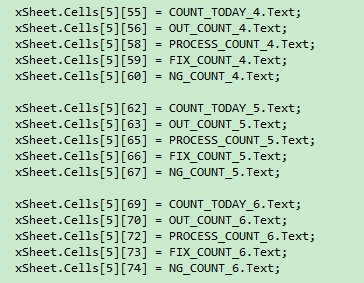 xSheet.Cells[5][55] = COUNT_TODAY_4.Text;
xSheet.Cells[5][56] = OUT_COUNT_4.Text;
xSheet.Cells[5][58] = PROCESS_COUNT_4.Text;
xSheet.Cells[5][59] = FIX_COUNT_4.Text;
xSheet.Cells[5][60] = NG_COUNT_4.Text;
xSheet.Cells[5][62] = COUNT_TODAY_5.Text;
xSheet.Cells[5][63] = OUT_COUNT_5.Text;
xSheet.Cells[5][65] = PROCESS_COUNT_5.Text;
xSheet.Cells[5][66] = FIX_COUNT_5.Text;
xSheet.Cells[5][67] = NG_COUNT_5.Text;
xSheet.Cells[5][69] = COUNT_TODAY_6.Text;
xSheet.Cells[5][70] = OUT_COUNT_6.Text;
xSheet.Cells[5][72] = PROCESS_COUNT_6.Text;
xSheet.Cells[5][73] = FIX_COUNT_6.Text;
xSheet.Cells[5][74] = NG_COUNT_6.Text;